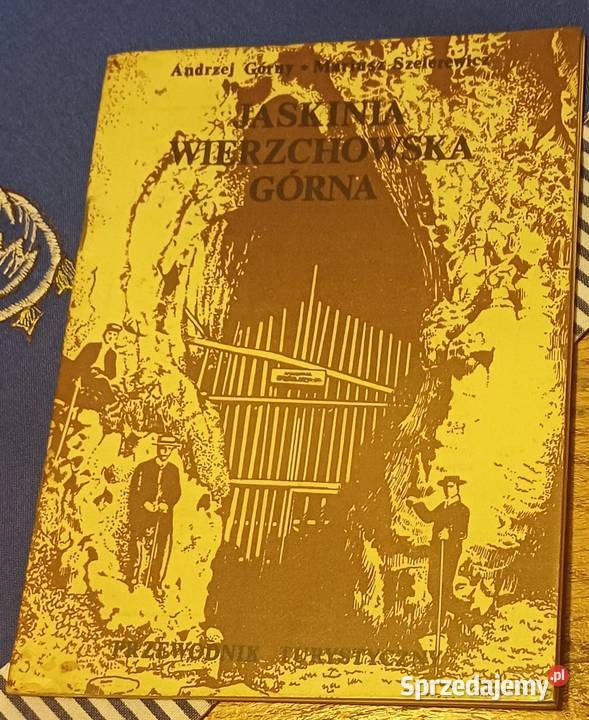 Andrzej Górny • Mariusz Szelerewicz
JASKINIA
WIERZCHOWSKA
GÓRNA
PRZEWODNIK TURYSTYCZNY
Sprzedajemy.pl